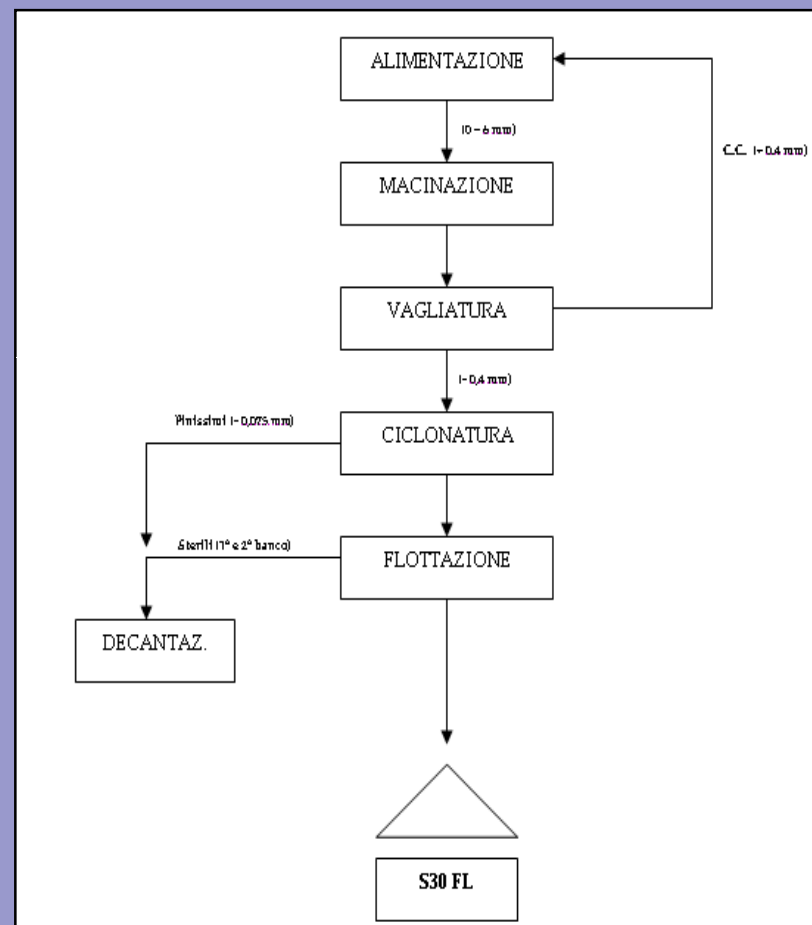 ALIMENTAZIONE
(0 – 6 mm)
C.C. (+ 0,4 mm)
MACINAZIONE
VAGLIATURA
(- 0,4 mm)
Finissimi (- 0,075 mm)
CICLONATURA
Sterili (1° e 2° banco)
FLOTTAZIONE
DECANTAZ.
S30 FL